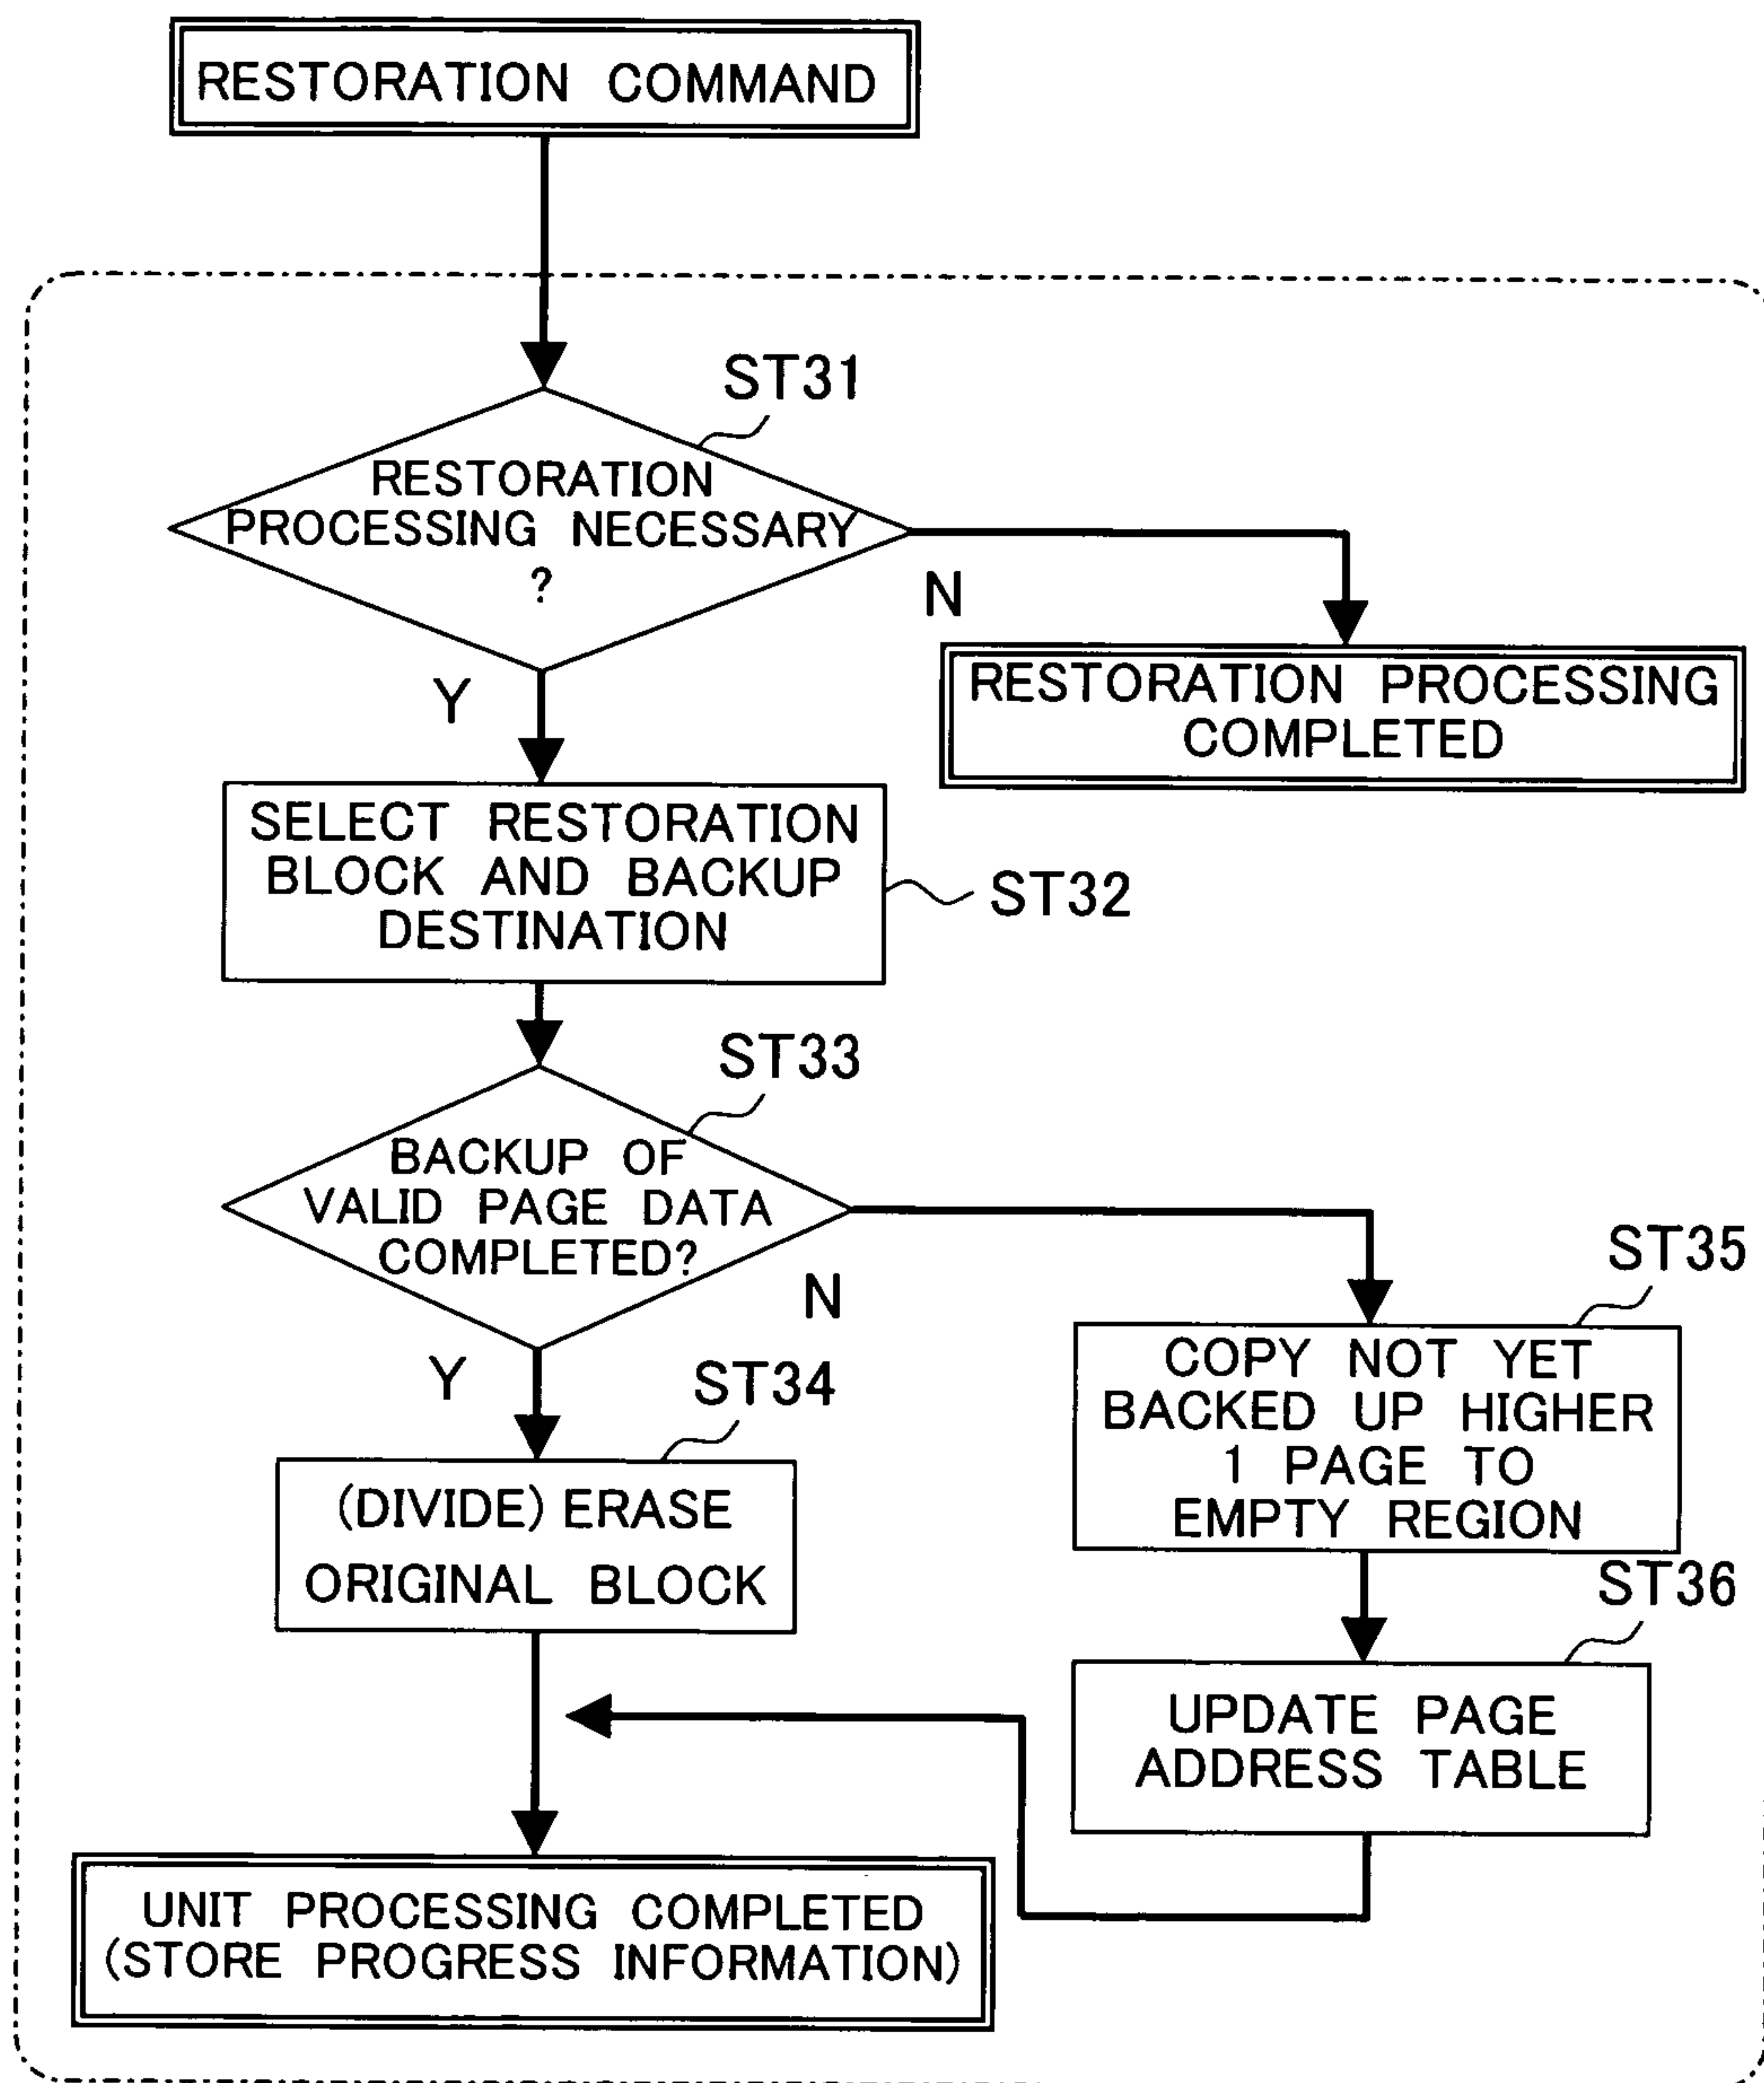 RESTORATION COMMAND
ST31
RESTORATION
PROCESSING NECESSARY
?
N
Y
RESTORATION PROCESSING
COMPLETED
SELECT RESTORATION
BLOCK AND BACKUP
DESTINATION
ST32
ST33
BACKUP OF
VALID PAGE DATA
COMPLETED?
N
Y
ST34
(DIVIDE) ERASE
ORIGINAL BLOCK
ST35
COPY NOT YET
BACKED UP HIGHER
1 PAGE TO
EMPTY REGION
ST36
UPDATE PAGE
ADDRESS TABLE
UNIT PROCESSING COMPLETED
(STORE PROGRESS INFORMATION)